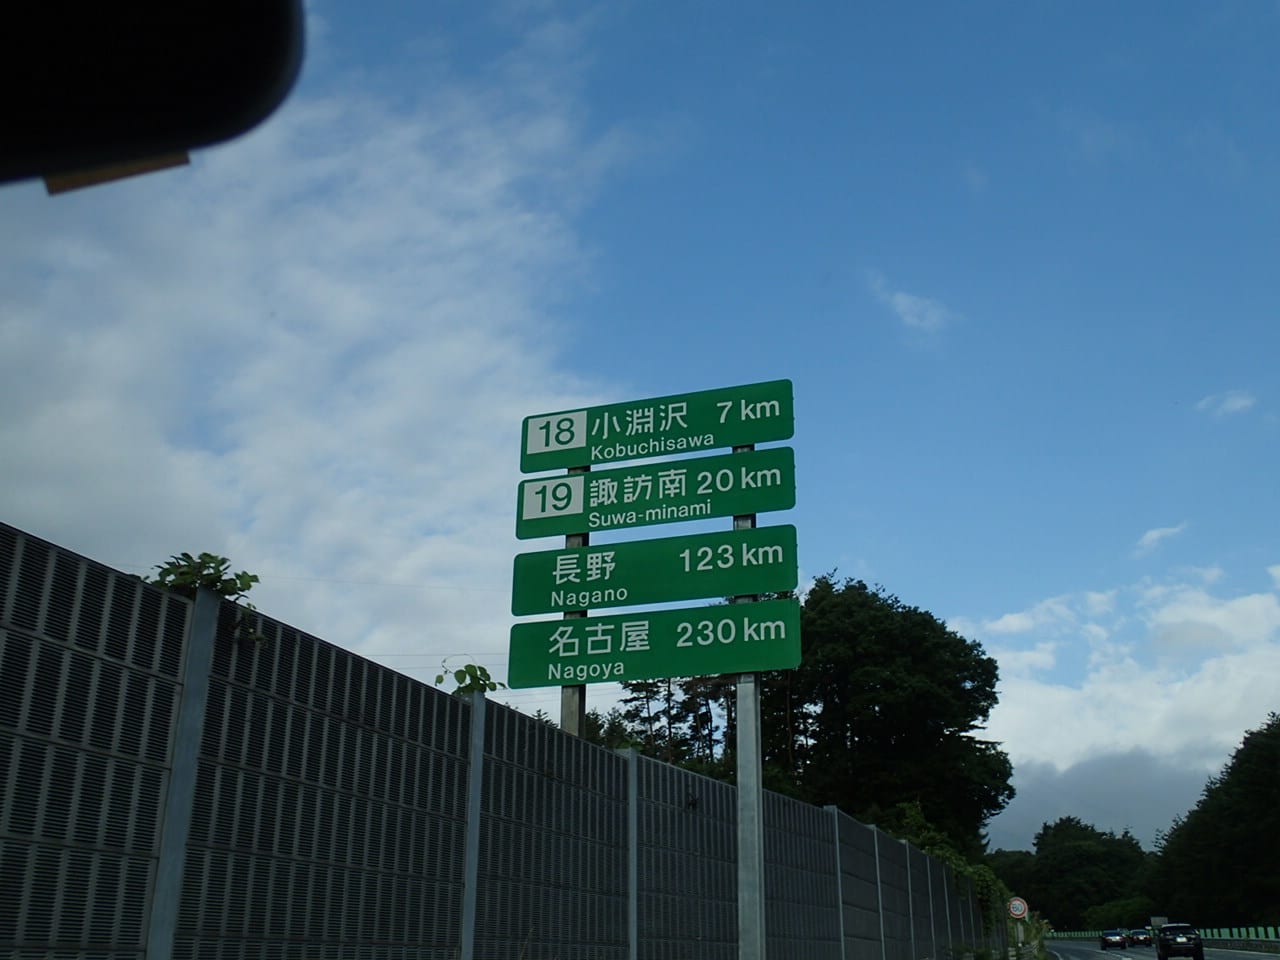 18 小淵沢 7km
Kobuchisawa
19 諏訪南 20km
Suwa-minami
長野 123km
Nagano
名古屋 230km
Nagoya
60